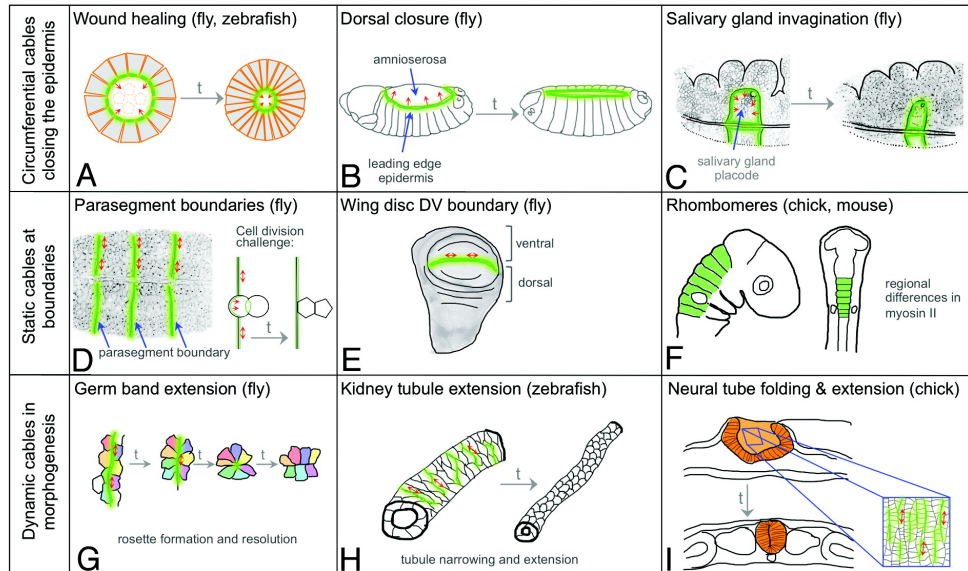 Circumferential cables
closing the epidermis
Wound healing (fly, zebrafish)
t
A
Dorsal closure (fly)
amnioserosa
t
leading edge
epidermis
B
Salivary gland invagination (fly)
t
salivary gland
placode
C
Static cables at
boundaries
Parasegment boundaries (fly)
Cell division
challenge:
t
parasegment boundary
D
Wing disc DV boundary (fly)
ventral
dorsal
E
Rhombomeres (chick, mouse)
regional
differences in
myosin II
F
Dynamic cables in
morphogenesis
Germ band extension (fly)
t
t
t
rosette formation and resolution
G
Kidney tubule extension (zebrafish)
t
tubule narrowing and extension
H
Neural tube folding & extension (chick)
t
I